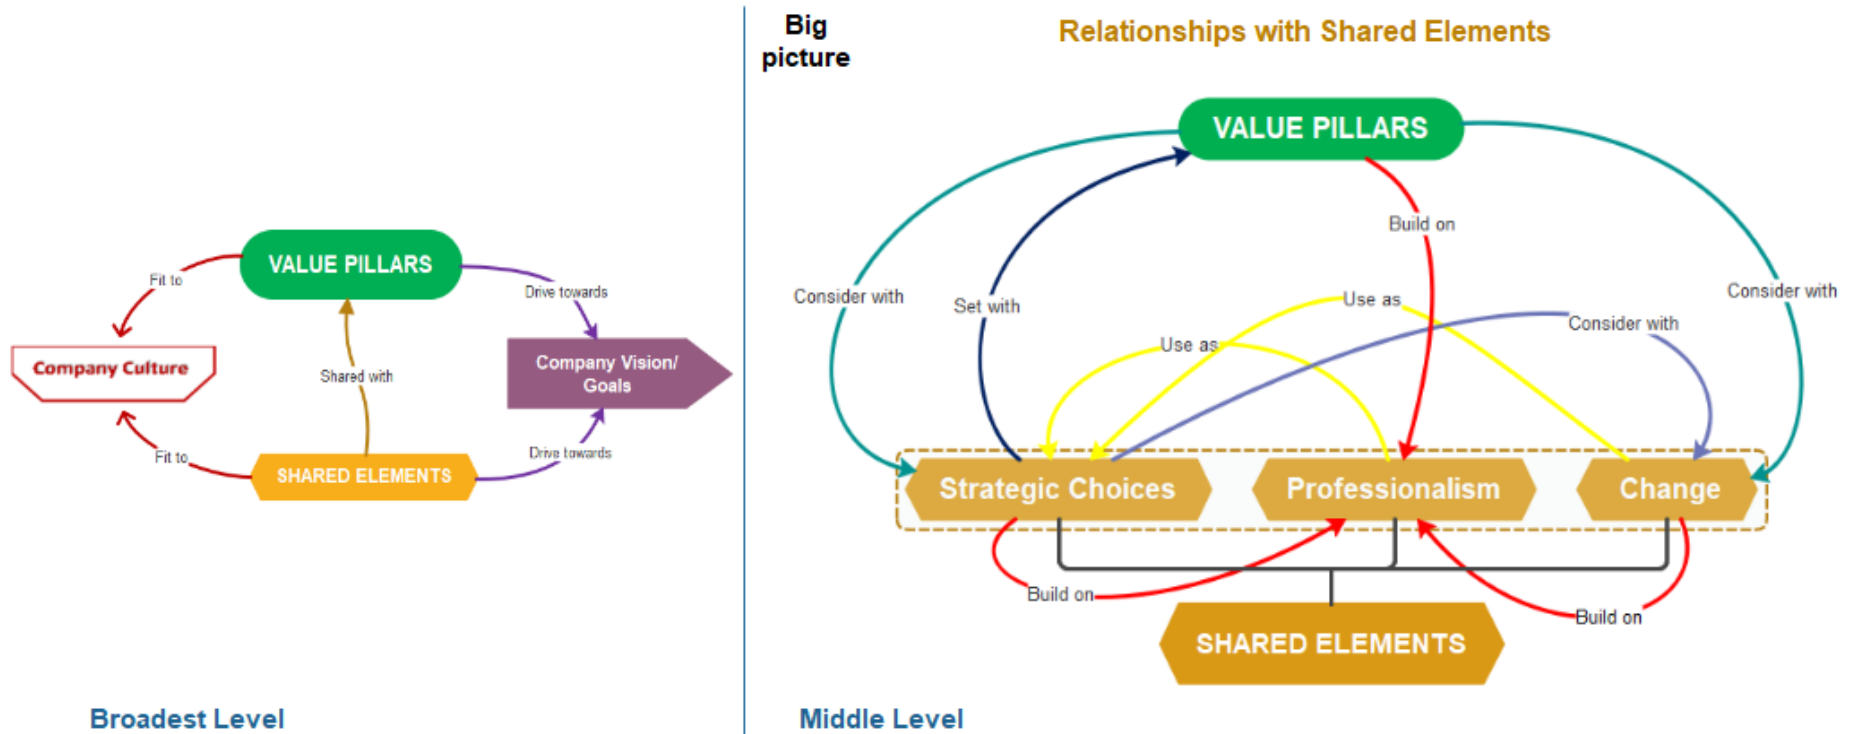 Big
picture
Relationships with Shared Elements
VALUE PILLARS
Fit to
Drive towards
Company Culture
Company Vision/
Goals
Shared with
Fit to
Drive towards
SHARED ELEMENTS
Broadest Level
VALUE PILLARS
Build on
Consider with
Set with
Use as
Consider with
Use as
Consider with
Strategic Choices
Professionalism
Change
Build on
Build on
SHARED ELEMENTS
Middle Level